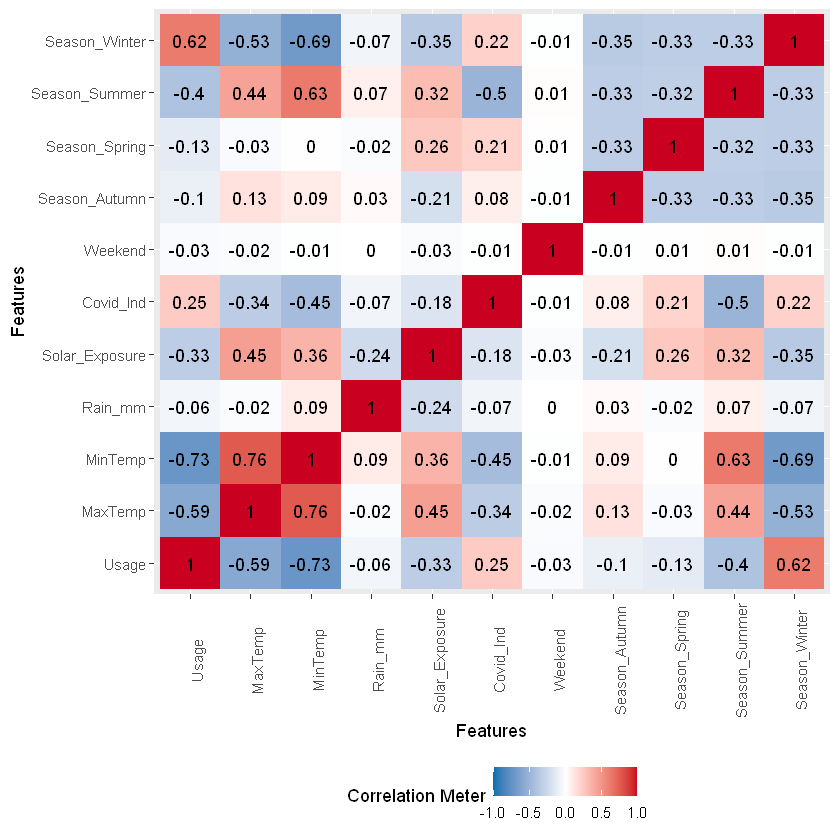 Season_Winter 0.62 -0.53 -0.69 -0.07 -0.35 0.22 -0.01 -0.35 -0.33 -0.33 1
Season_Summer -0.4 0.44 0.63 0.07 0.32 -0.5 0.01 -0.33 -0.32 1 -0.33
Season_Spring -0.13 -0.03 0 -0.02 0.26 0.21 0.01 -0.33 1 -0.32 -0.33
Season_Autumn -0.1 0.13 0.09 0.03 -0.21 0.08 -0.01 1 -0.33 -0.33 -0.35
Weekend -0.03 -0.02 -0.01 0 -0.03 -0.01 1 -0.01 0.01 0.01 -0.01
Covid_Ind 0.25 -0.34 -0.45 -0.07 -0.18 1 -0.01 0.08 0.21 -0.5 0.22
Solar_Exposure -0.33 0.45 0.36 -0.24 1 -0.18 -0.03 -0.21 0.26 0.32 -0.35
Rain_mm -0.06 -0.02 0.09 1 -0.24 -0.07 0 0.03 -0.02 0.07 -0.07
MinTemp -0.73 0.76 1 0.09 0.36 -0.45 -0.01 0.09 0 0.63 -0.69
MaxTemp -0.59 1 0.76 -0.02 0.45 -0.34 -0.02 0.13 -0.03 0.44 -0.53
Usage 1 -0.59 -0.73 -0.06 -0.33 0.25 -0.03 -0.1 -0.13 -0.4 0.62
Features
Usage MaxTemp MinTemp Rain_mm Solar_Exposure Covid_Ind Weekend Season_Autumn Season_Spring Season_Summer Season_Winter
Features
Correlation Meter
-1.0 -0.5 0.0 0.5 1.0